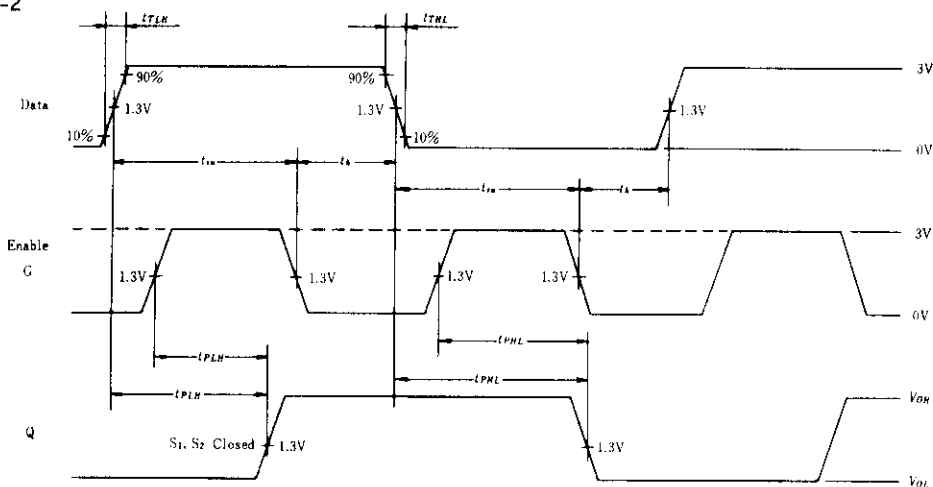 -2
tTLH
tTHL
90%
90%
3V
Data
1.3V
1.3V
1.3V
10%
10%
0V
tsu
th
tsu
th
Enable
G
3V
1.3V
1.3V
1.3V
1.3V
0V
tPLH
tPHL
tPLH
tPHL
VOH
Q
S1, S2 Closed
1.3V
1.3V
VOL